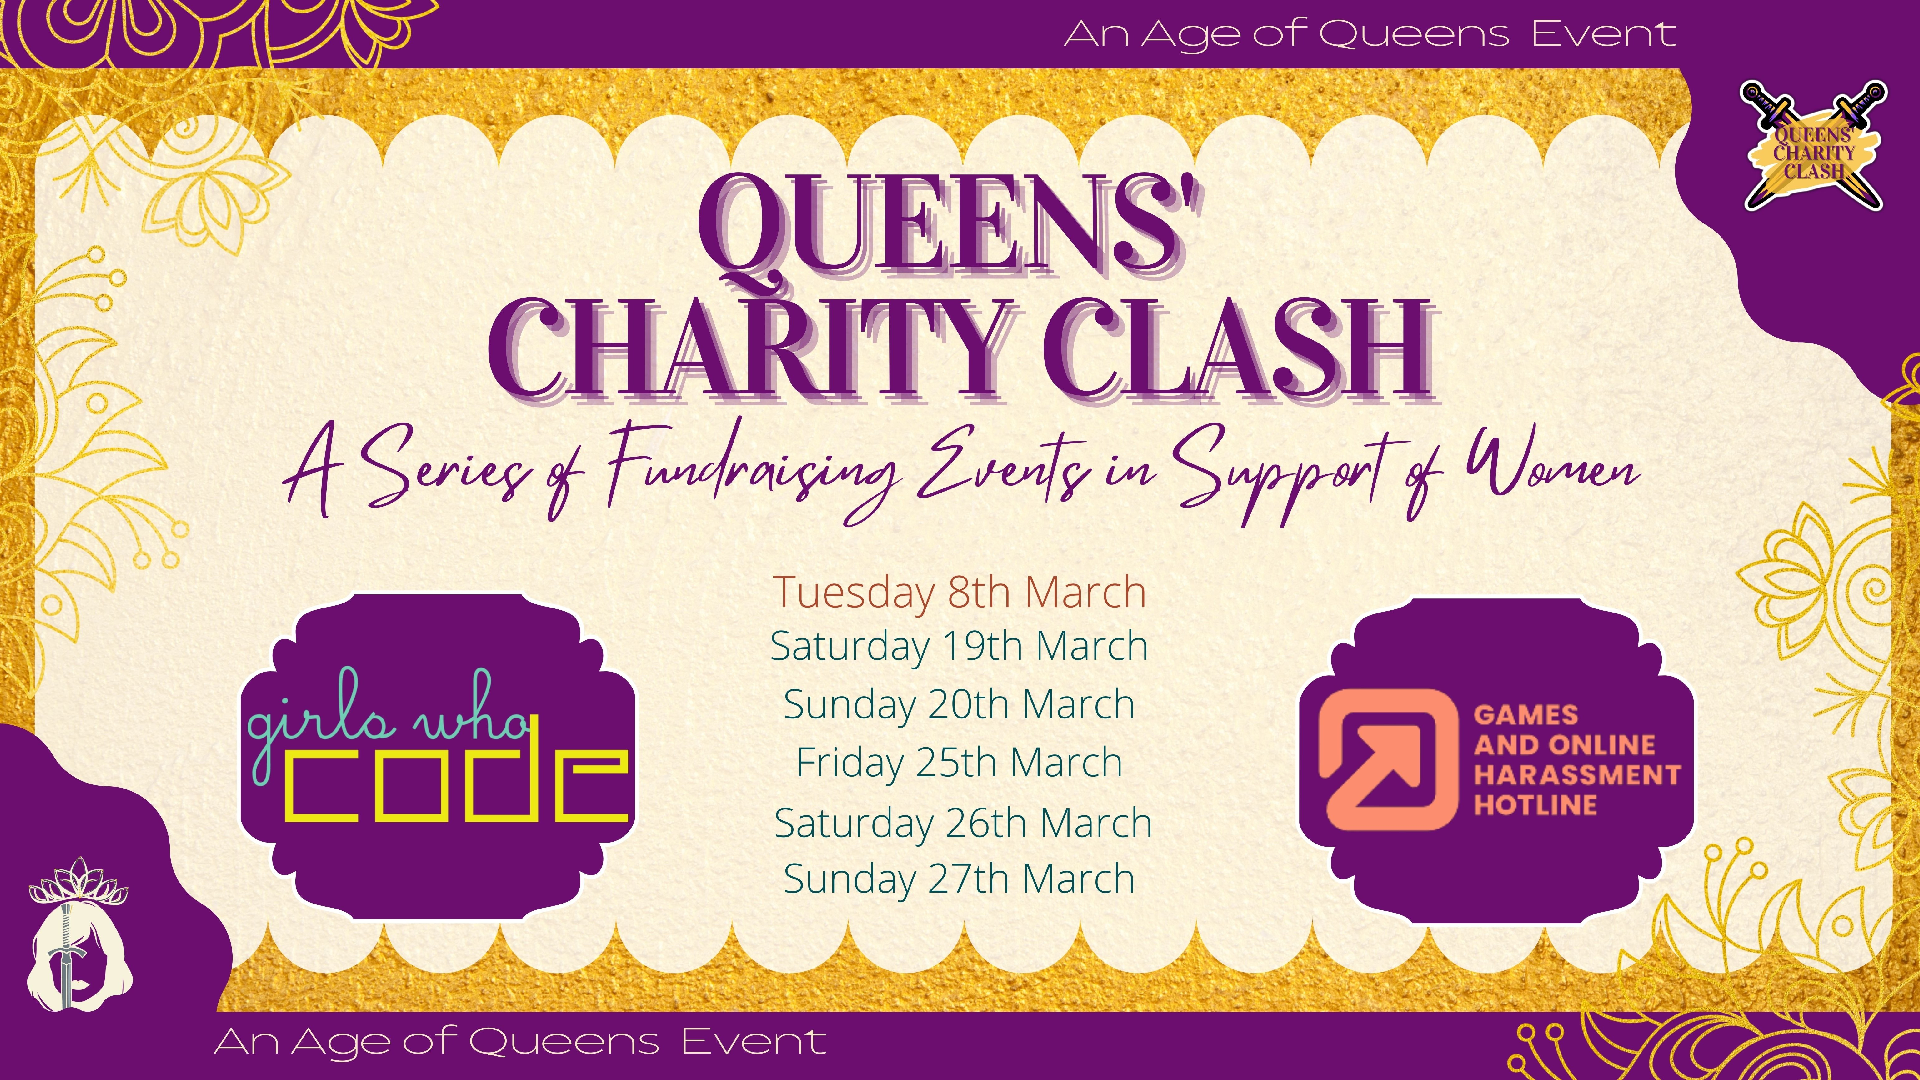 An Age of Queens Event
QUEENS'
CHARITY
CLASH
QUEENS'
CHARITY CLASH
A Series of Fundraising Events in Support of Women
Tuesday 8th March
Saturday 19th March
Sunday 20th March
Friday 25th March
Saturday 26th March
Sunday 27th March
girls who
code
GAMES
AND ONLINE
HARASSMENT
HOTLINE
An Age of Queens Event